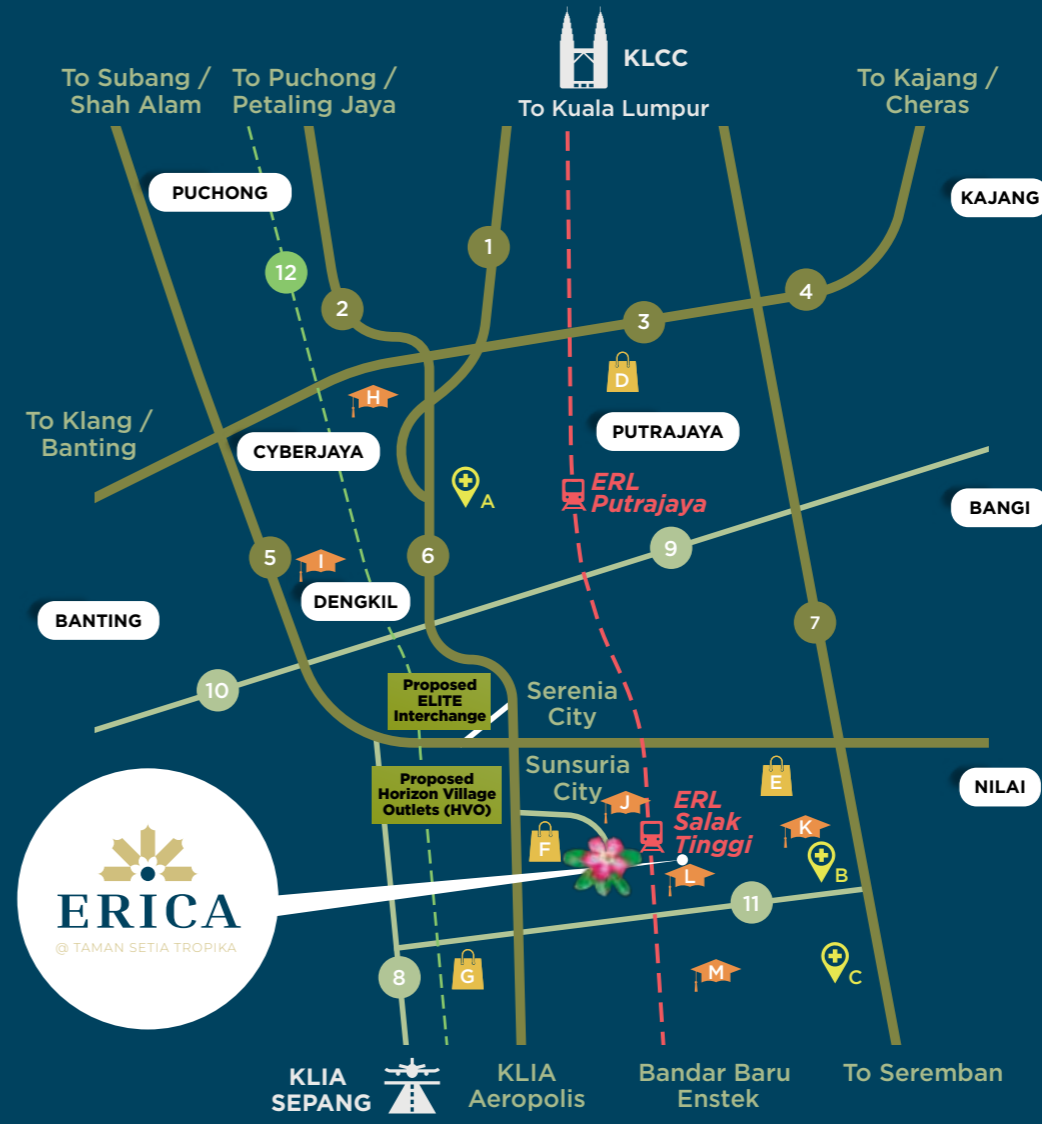 KLCC
To Kuala Lumpur
To Subang /
Shah Alam
To Puchong /
Petaling Jaya
To Kajang /
Cheras
PUCHONG
KAJANG
1
12
2
3
4
D
H
To Klang /
Banting
CYBERJAYA
PUTRAJAYA
A
ERL
Putrajaya
BANGI
9
5
I
6
DENGKIL
BANTING
7
10
Proposed
ELITE
Interchange
Serenia
City
Sunsuria
City
Proposed
Horizon Village
Outlets (HVO)
E
NILAI
J
ERL
Salak
Tinggi
K
F
B
L
11
ERICA
@ TAMAN SETIA TROPIKA
8
G
M
C
KLIA
SEPANG
KLIA
Aeropolis
Bandar Baru
Enstek
To Seremban